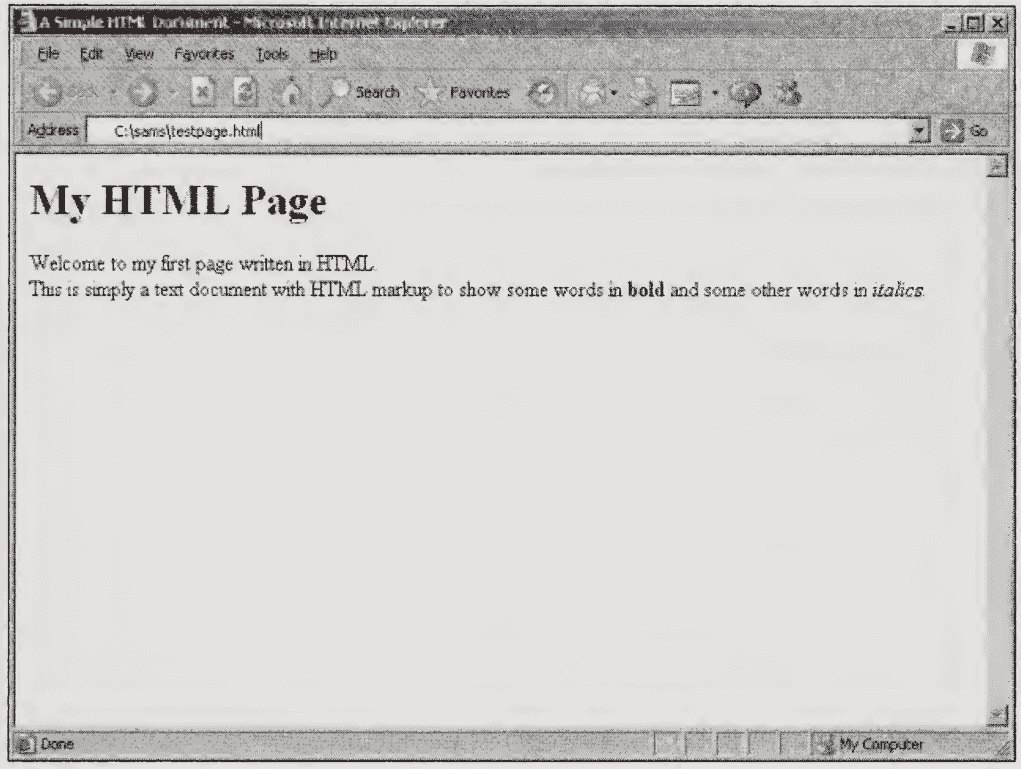 A Simple HTML Document - Microsoft Internet Explorer
File Edit View Favorites Tools Help
Search Favorites
Address C:\sams\testpage.html Go
My HTML Page
Welcome to my first page written in HTML.
This is simply a text document with HTML markup to show some words in bold and some other words in italics.
Done My Computer